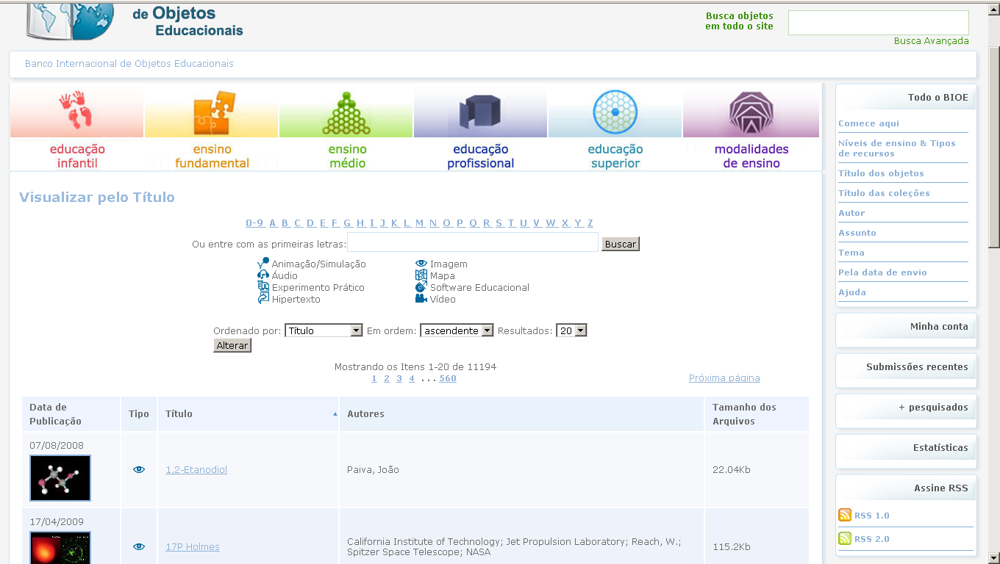 de Objetos
Educacionais
Busca objetos
em todo o site
Busca Avançada
Banco Internacional de Objetos Educacionais
educação
infantil
ensino
fundamental
ensino
médio
educação
profissional
educação
superior
modalidades
de ensino
Visualizar pelo Título
0-9 A B C D E F G H I J K L M N O P Q R S T U V W X Y Z
Ou entre com as primeiras letras: Buscar
Animação/Simulação Imagem
Áudio Mapa
Experimento Prático Software Educacional
Hipertexto Vídeo
Ordenado por: Título Em ordem: ascendente Resultados: 20
Alterar
Mostrando os Itens 1-20 de 11194
1 2 3 4 ... 560 Próxima página
Data de
Publicação
Tipo
Título
Autores
Tamanho dos
Arquivos
07/08/2008
1,2-Etanodiol
Paiva, João
22.04Kb
17/04/2009
17P Holmes
California Institute of Technology; Jet Propulsion Laboratory; Reach, W.;
Spitzer Space Telescope; NASA
115.2Kb
Todo o BIOE
Comece aqui
Níveis de ensino & Tipos
de recursos
Título dos objetos
Título das coleções
Autor
Assunto
Tema
Pela data de envio
Ajuda
Minha conta
Submissões recentes
+ pesquisados
Estatísticas
Assine RSS
RSS 1.0
RSS 2.0